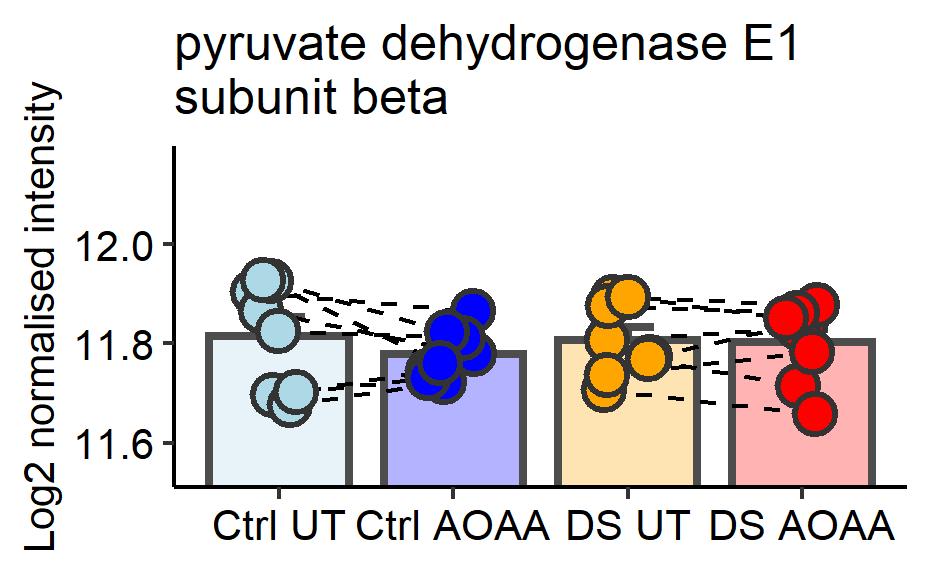 pyruvate dehydrogenase E1
subunit beta
Log2 normalised intensity
12.0
11.8
11.6
Ctrl UT
Ctrl AOAA
DS UT
DS AOAA